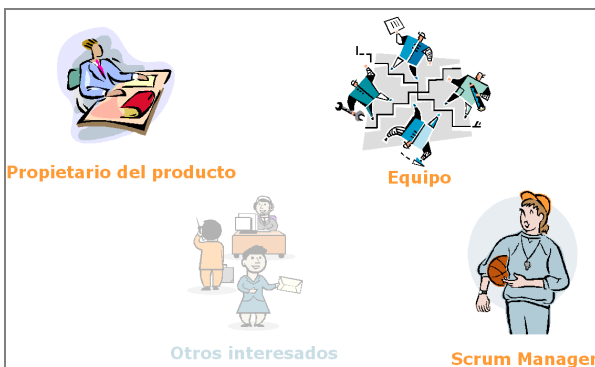 Propietario del producto
Equipo
Otros interesados
Scrum Manager